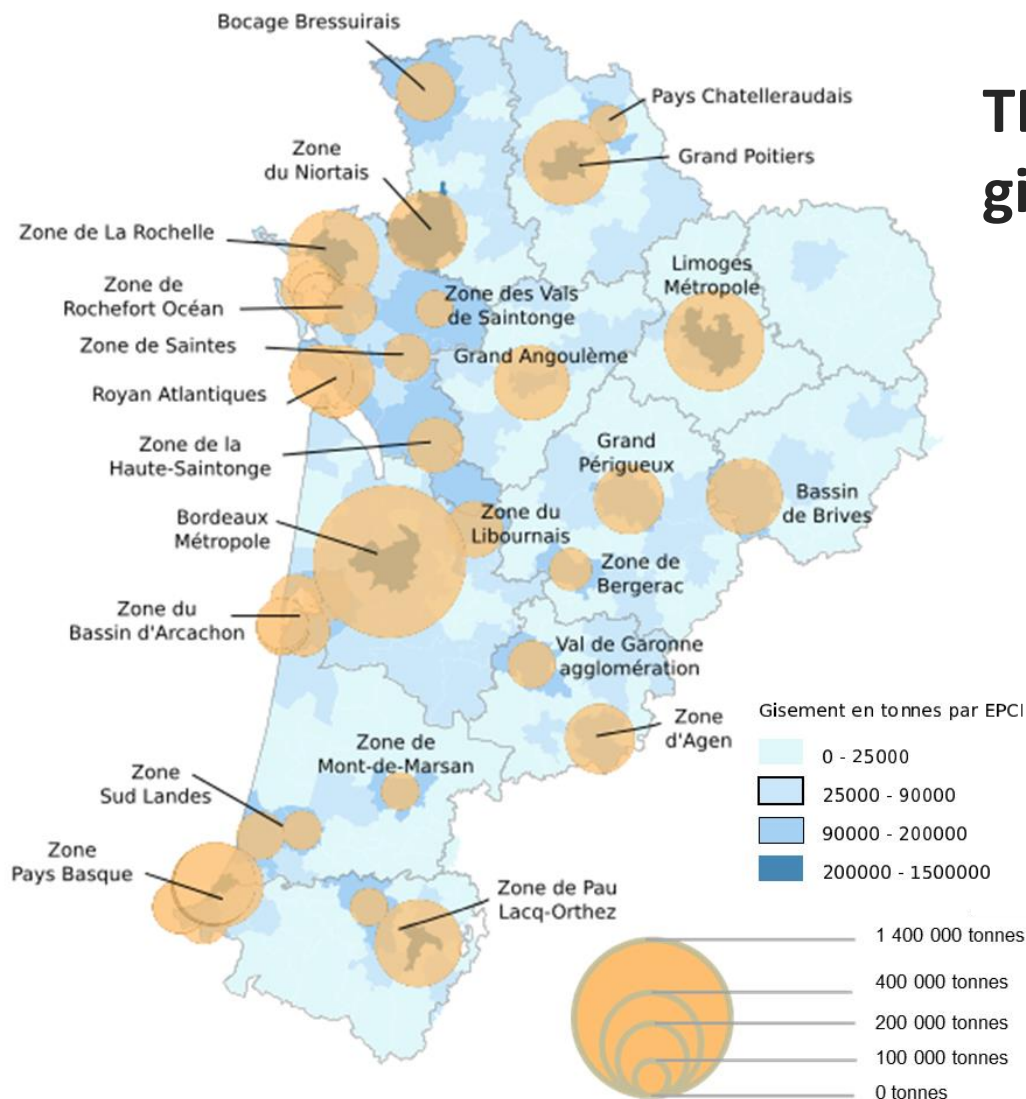 Bocage Bressuirais
Pays Chatelleraudais
Zone
du Niortais
Grand Poitiers
Zone de La Rochelle
Limoges
Métropole
Zone de
Rochefort Océan
Zone des Vals
de Saintonge
Zone de Saintes
Grand Angoulème
Royan Atlantiques
Zone de la
Haute-Saintonge
Grand
Périgueux
Bassin
de Brives
Bordeaux
Métropole
Zone du
Libournais
Zone de
Bergerac
Zone du
Bassin d'Arcachon
Val de Garonne
agglomération
Zone
d'Agen
Zone de
Mont-de-Marsan
Zone
Sud Landes
Zone
Pays Basque
Zone de Pau
Lacq-Orthez
Gisement en tonnes par EPCI
0 - 25000
25000 - 90000
90000 - 200000
200000 - 1500000
1 400 000 tonnes
400 000 tonnes
200 000 tonnes
100 000 tonnes
0 tonnes